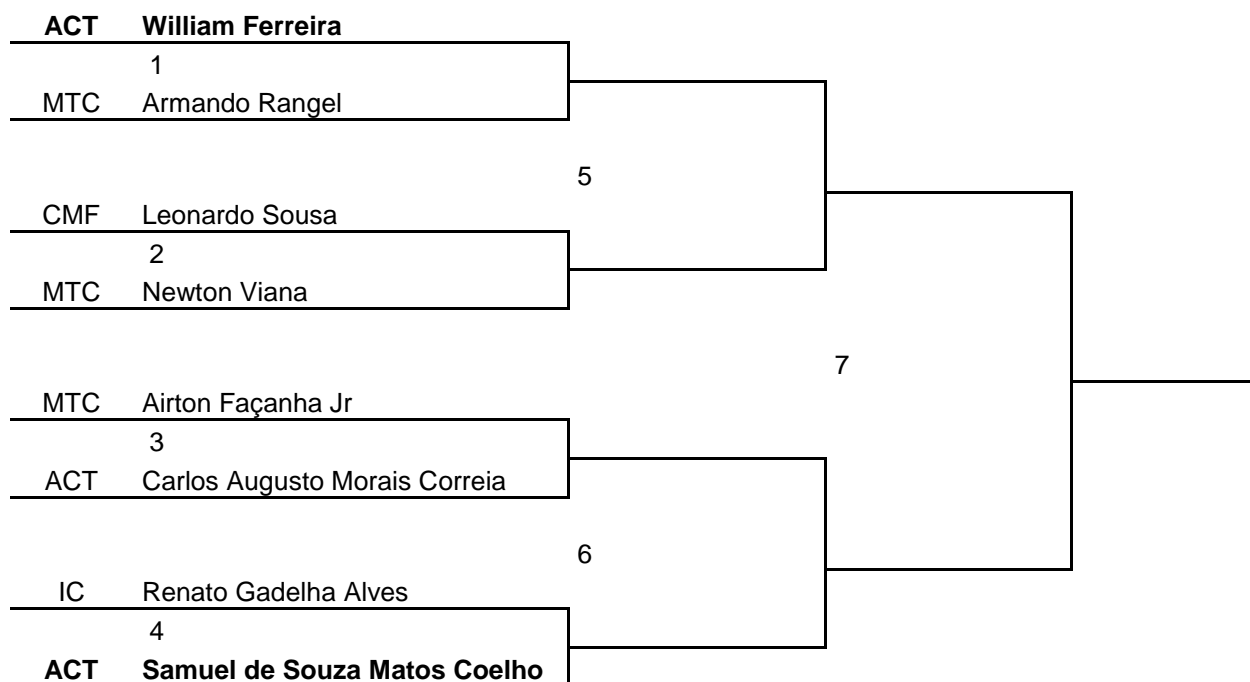 ACT William Ferreira
1
MTC Armando Rangel
5
CMF Leonardo Sousa
2
MTC Newton Viana
7
MTC Airton Façanha Jr
3
ACT Carlos Augusto Morais Correia
6
IC Renato Gadelha Alves
4
ACT Samuel de Souza Matos Coelho